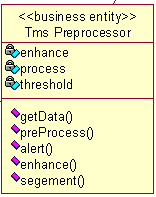 <<business entity>>
Tms Preprocessor
enhance
process
threshold
getData()
preProcess()
alert()
enhance()
segement()